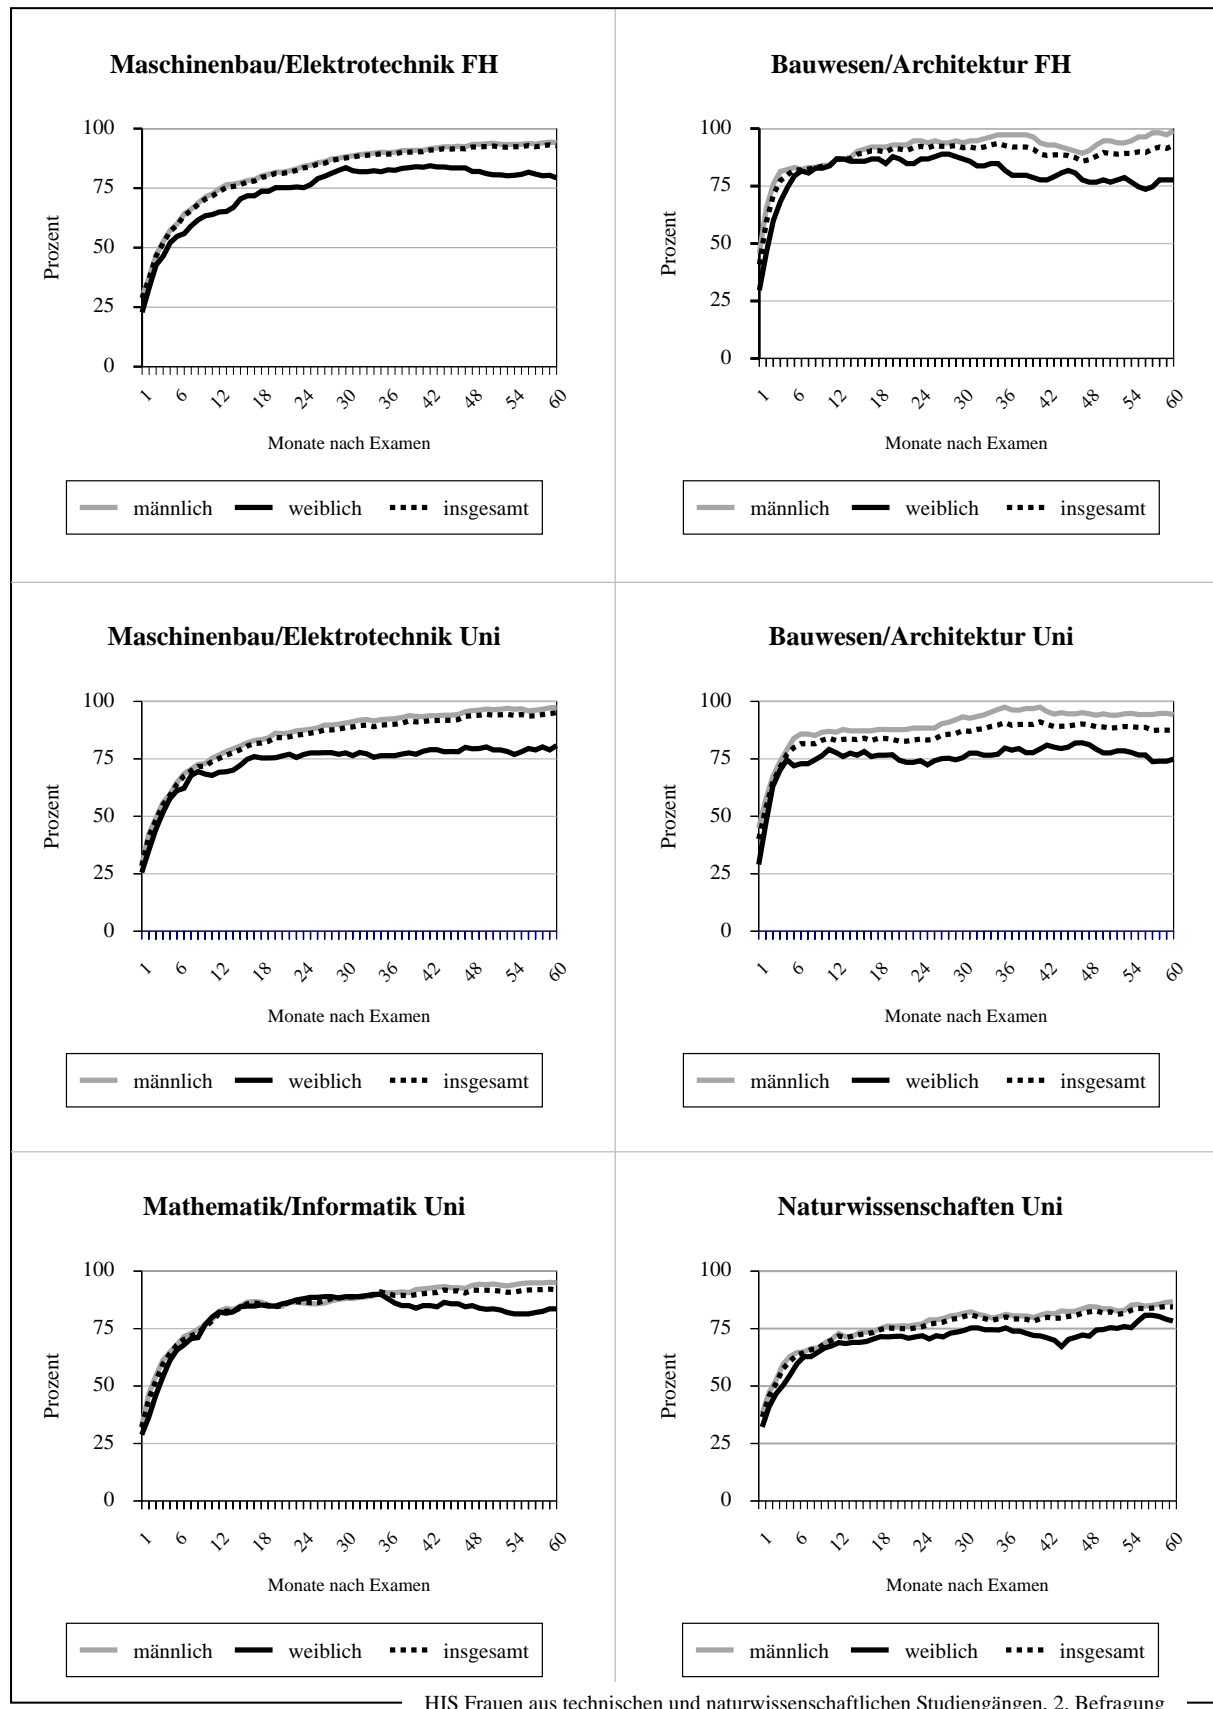 Maschinenbau/Elektrotechnik FH
100
75
50
25
0
Prozent
1 6 12 18 24 30 36 42 48 54 60
Monate nach Examen
männlich weiblich insgesamt
Bauwesen/Architektur FH
100
75
50
25
0
Prozent
1 6 12 18 24 30 36 42 48 54 60
Monate nach Examen
männlich weiblich insgesamt
Maschinenbau/Elektrotechnik Uni
100
75
50
25
0
Prozent
1 6 12 18 24 30 36 42 48 54 60
Monate nach Examen
männlich weiblich insgesamt
Bauwesen/Architektur Uni
100
75
50
25
0
Prozent
1 6 12 18 24 30 36 42 48 54 60
Monate nach Examen
männlich weiblich insgesamt
Mathematik/Informatik Uni
100
75
50
25
0
Prozent
1 6 12 18 24 30 36 42 48 54 60
Monate nach Examen
männlich weiblich insgesamt
Naturwissenschaften Uni
100
75
50
25
0
Prozent
1 6 12 18 24 30 36 42 48 54 60
Monate nach Examen
männlich weiblich insgesamt
HIS Frauen aus technischen und naturwissenschaftlichen Studiengängen, 2. Befragung